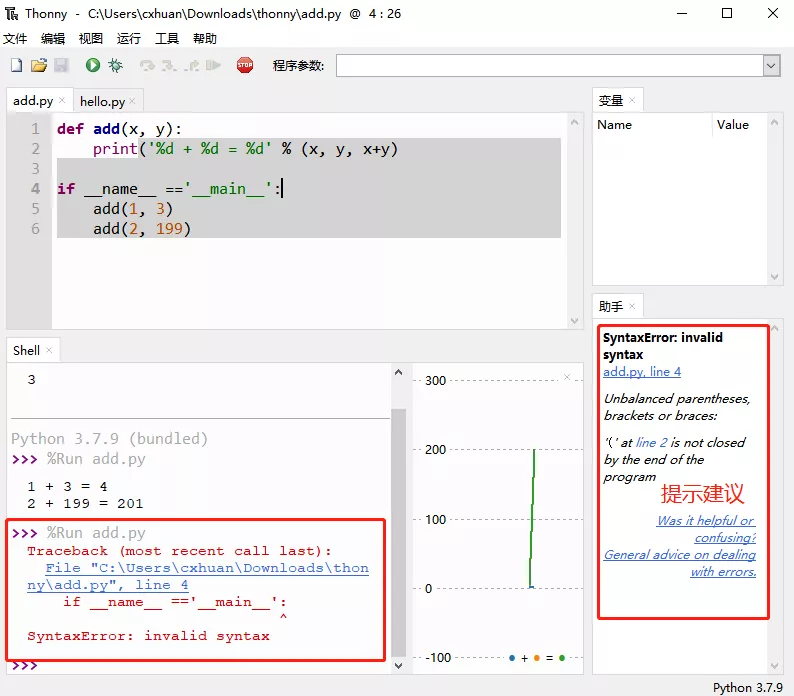 Thonny - C:\Users\cxhuan\Downloads\thonny\add.py @ 4 : 26
文件 编辑 视图 运行 工具 帮助
STOP 程序参数:
add.py × hello.py ×
1 def add(x, y):
2 print('%d + %d = %d' % (x, y, x+y)
3
4 if __name__ =='__main__':
5 add(1, 3)
6 add(2, 199)
变量 ×
Name Value
Shell ×
3
Python 3.7.9 (bundled)
>>> %Run add.py
1 + 3 = 4
2 + 199 = 201
>>> %Run add.py
Traceback (most recent call last):
File "C:\Users\cxhuan\Downloads\thon
ny\add.py", line 4
if __name__ =='__main__':
^
SyntaxError: invalid syntax
>>>
300
200
100
0
-100
+ =
助手 ×
SyntaxError: invalid
syntax
add.py, line 4
Unbalanced parentheses,
brackets or braces:
'(' at line 2 is not closed
by the end of the
program
提示建议
Was it helpful or
confusing?
General advice on dealing
with errors.
Python 3.7.9